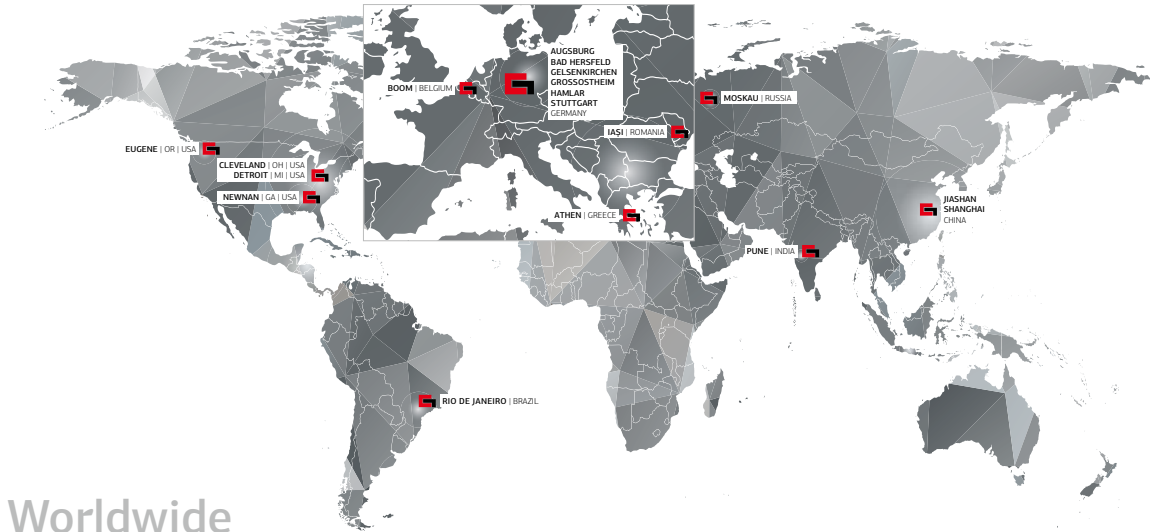 AUGSBURG
BAD HERSFELD
GELSENKIRCHEN
GROSSOSTHEIM
HAMLAR
STUTTGART
GERMANY
BOOM | BELGIUM
MOSKAU | RUSSIA
IAŞI | ROMANIA
EUGENE | OR | USA
CLEVELAND | OH | USA
DETROIT | MI | USA
NEWNAN | GA | USA
JIASHAN
SHANGHAI
CHINA
ATHEN | GREECE
PUNE | INDIA
RIO DE JANEIRO | BRAZIL
Worldwide